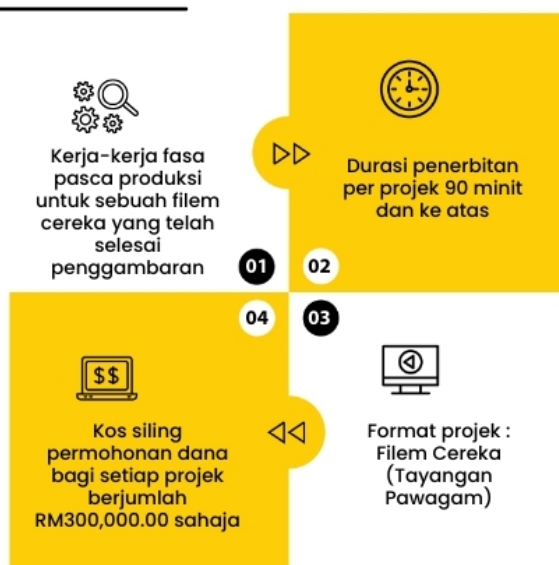 Kerja-kerja fasa
pasca produksi
untuk sebuah filem
cereka yang telah
selesai
penggambaran
01
Durasi penerbitan
per projek 90 minit
dan ke atas
02
03
Format projek :
Filem Cereka
(Tayangan
Pawagam)
04
$$
Kos siling
permohonan dana
bagi setiap projek
berjumlah
RM300,000.00 sahaja